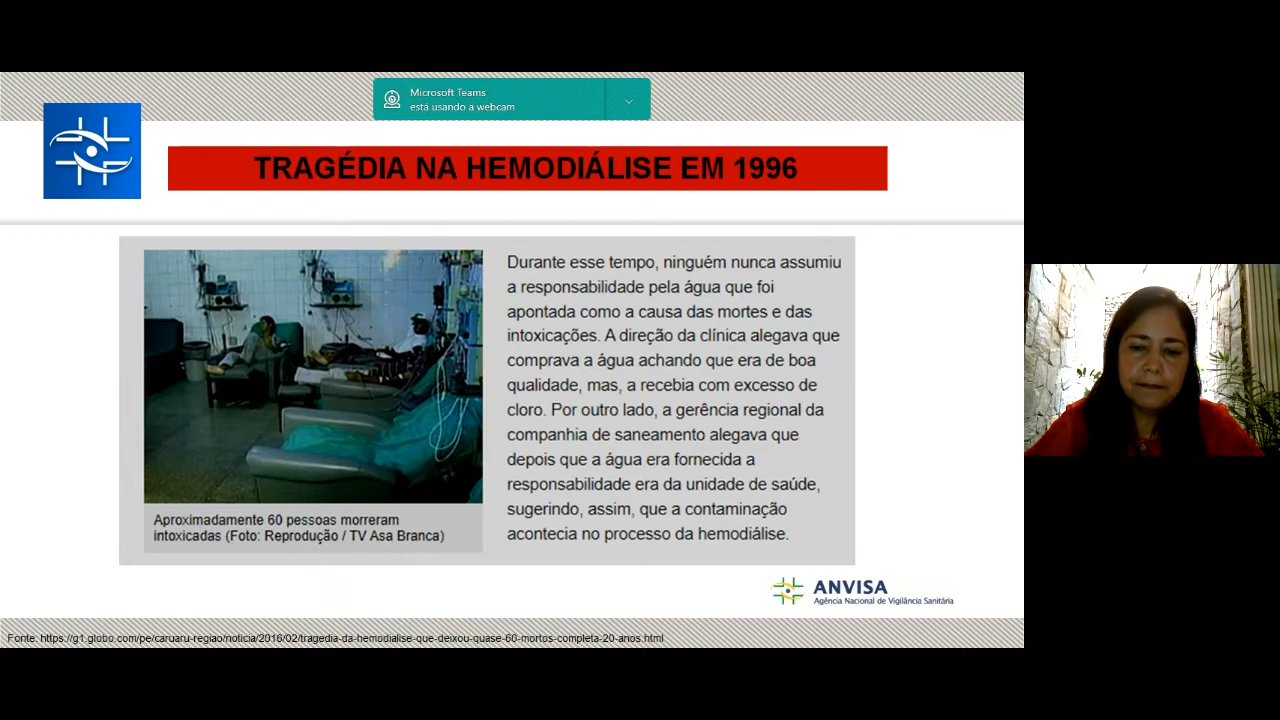 Microsoft Teams
está usando a webcam
TRAGÉDIA NA HEMODIÁLISE EM 1996
Durante esse tempo, ninguém nunca assumiu
a responsabilidade pela água que foi
apontada como a causa das mortes e das
intoxicações. A direção da clínica alegava que
comprava a água achando que era de boa
qualidade, mas, a recebia com excesso de
cloro. Por outro lado, a gerência regional da
companhia de saneamento alegava que
depois que a água era fornecida a
responsabilidade era da unidade de saúde,
sugerindo, assim, que a contaminação
acontecia no processo da hemodiálise.
Aproximadamente 60 pessoas morreram
intoxicadas (Foto: Reprodução / TV Asa Branca)
ANVISA
Agência Nacional de Vigilância Sanitária
Fonte: https://g1.globo.com/pe/caruaru-regiao/noticia/2016/02/tragedia-da-hemodialise-que-deixou-quase-60-mortos-completa-20-anos.html